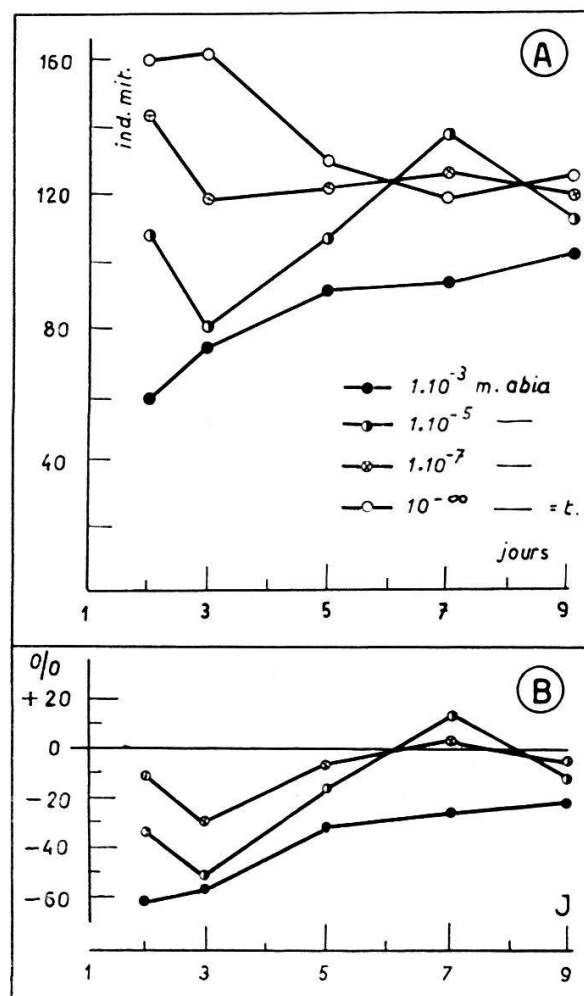 A
160
ind. mit.
120
80
40
1.10⁻³ m. abia
1.10⁻⁵ —
1.10⁻⁷ —
10⁻∞ — = t.
jours
1 3 5 7 9
B
%
+20
0
-20
-40
-60
J
1 3 5 7 9